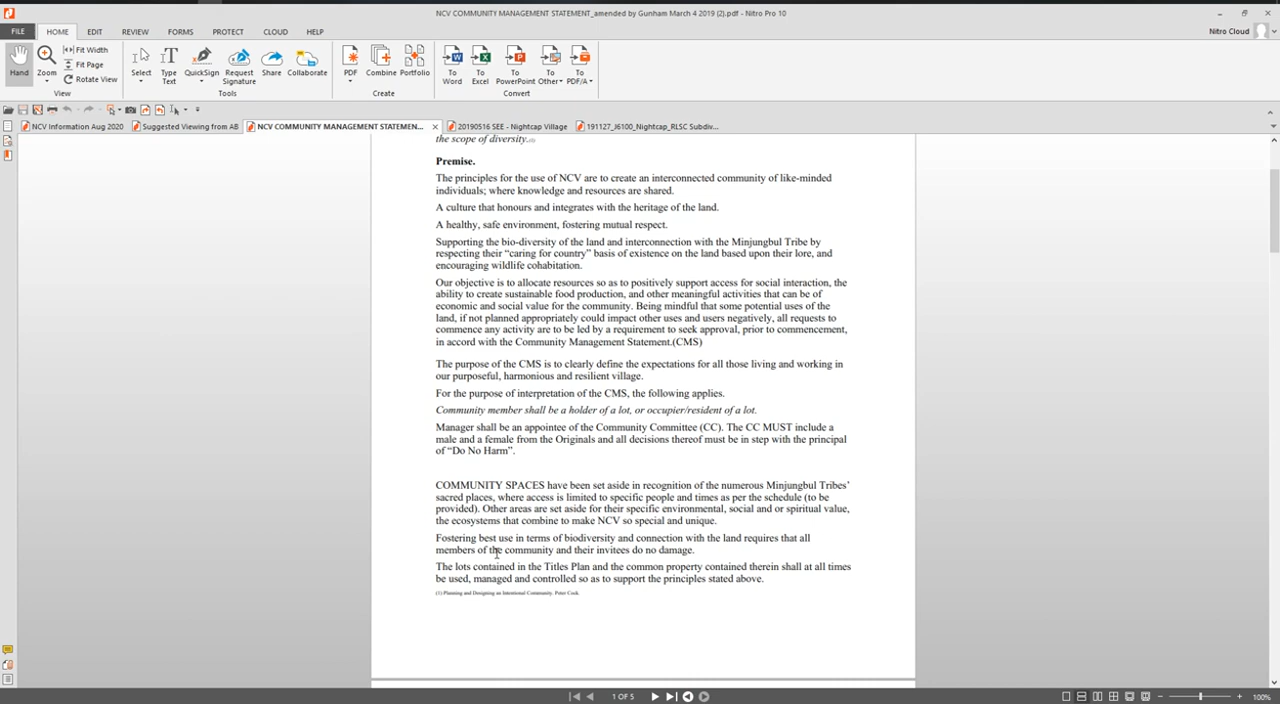 NCV COMMUNITY MANAGEMENT STATEMENT_amended by Gunham March 4 2019 (2).pdf - Nitro Pro 10
FILE HOME EDIT REVIEW FORMS PROTECT CLOUD HELP
Nitro Cloud
Hand
Zoom
Fit Width
Fit Page
Rotate View
Select
Type Text
QuickSign
Request Signature
Share
Collaborate
PDF
Combine
Portfolio
To Word
To Excel
To PowerPoint
To Other
To PDF/A
View Tools Create Convert
NCV Information Aug 2020
Suggested Viewing from AB
NCV COMMUNITY MANAGEMENT STATEMEN...
20190516 SEE - Nightcap Village
191127_J6100_Nightcap_RLSC Subdiv...
the scope of diversity.
Premise.
The principles for the use of NCV are to create an interconnected community of like-minded
individuals; where knowledge and resources are shared.
A culture that honours and integrates with the heritage of the land.
A healthy, safe environment, fostering mutual respect.
Supporting the bio-diversity of the land and interconnection with the Minjungbul Tribe by
respecting their “caring for country” basis of existence on the land based upon their lore, and
encouraging wildlife cohabitation.
Our objective is to allocate resources so as to positively support access for social interaction, the
ability to create sustainable food production, and other meaningful activities that can be of
economic and social value for the community. Being mindful that some potential uses of the
land, if not planned appropriately could impact other uses and users negatively, all requests to
commence any activity are to be led by a requirement to seek approval, prior to commencement,
in accord with the Community Management Statement.(CMS)
The purpose of the CMS is to clearly define the expectations for all those living and working in
our purposeful, harmonious and resilient village.
For the purpose of interpretation of the CMS, the following applies.
Community member shall be a holder of a lot, or occupier/resident of a lot.
Manager shall be an appointee of the Community Committee (CC). The CC MUST include a
male and a female from the Originals and all decisions thereof must be in step with the principal
of “Do No Harm”.
COMMUNITY SPACES have been set aside in recognition of the numerous Minjungbul Tribes’
sacred places, where access is limited to specific people and times as per the schedule (to be
provided). Other areas are set aside for their specific environmental, social and or spiritual value,
the ecosystems that combine to make NCV so special and unique.
Fostering best use in terms of biodiversity and connection with the land requires that all
members of the community and their invitees do no damage.
The lots contained in the Titles Plan and the common property contained therein shall at all times
be used, managed and controlled so as to support the principles stated above.
(1) Planning and Designing an Intentional Community. Peter Cook.
1 OF 5
100%